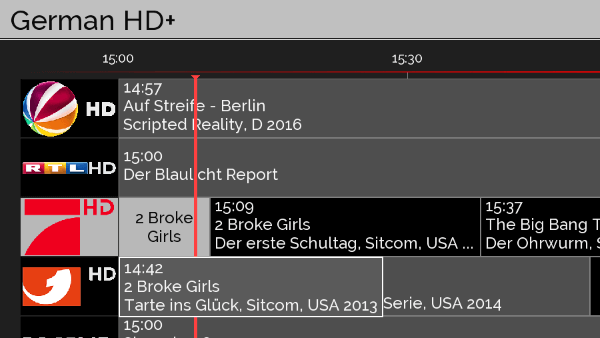 German HD+
15:00
15:30
HD
14:57
Auf Streife - Berlin
Scripted Reality, D 2016
RTL HD
15:00
Der Blaulicht Report
7 HD
2 Broke
Girls
15:09
2 Broke Girls
Der erste Schultag, Sitcom, USA ...
15:37
The Big Bang T
Der Ohrwurm, S
HD
14:42
2 Broke Girls
Tarte ins Glück, Sitcom, USA 2013
Serie, USA 2014
15:00